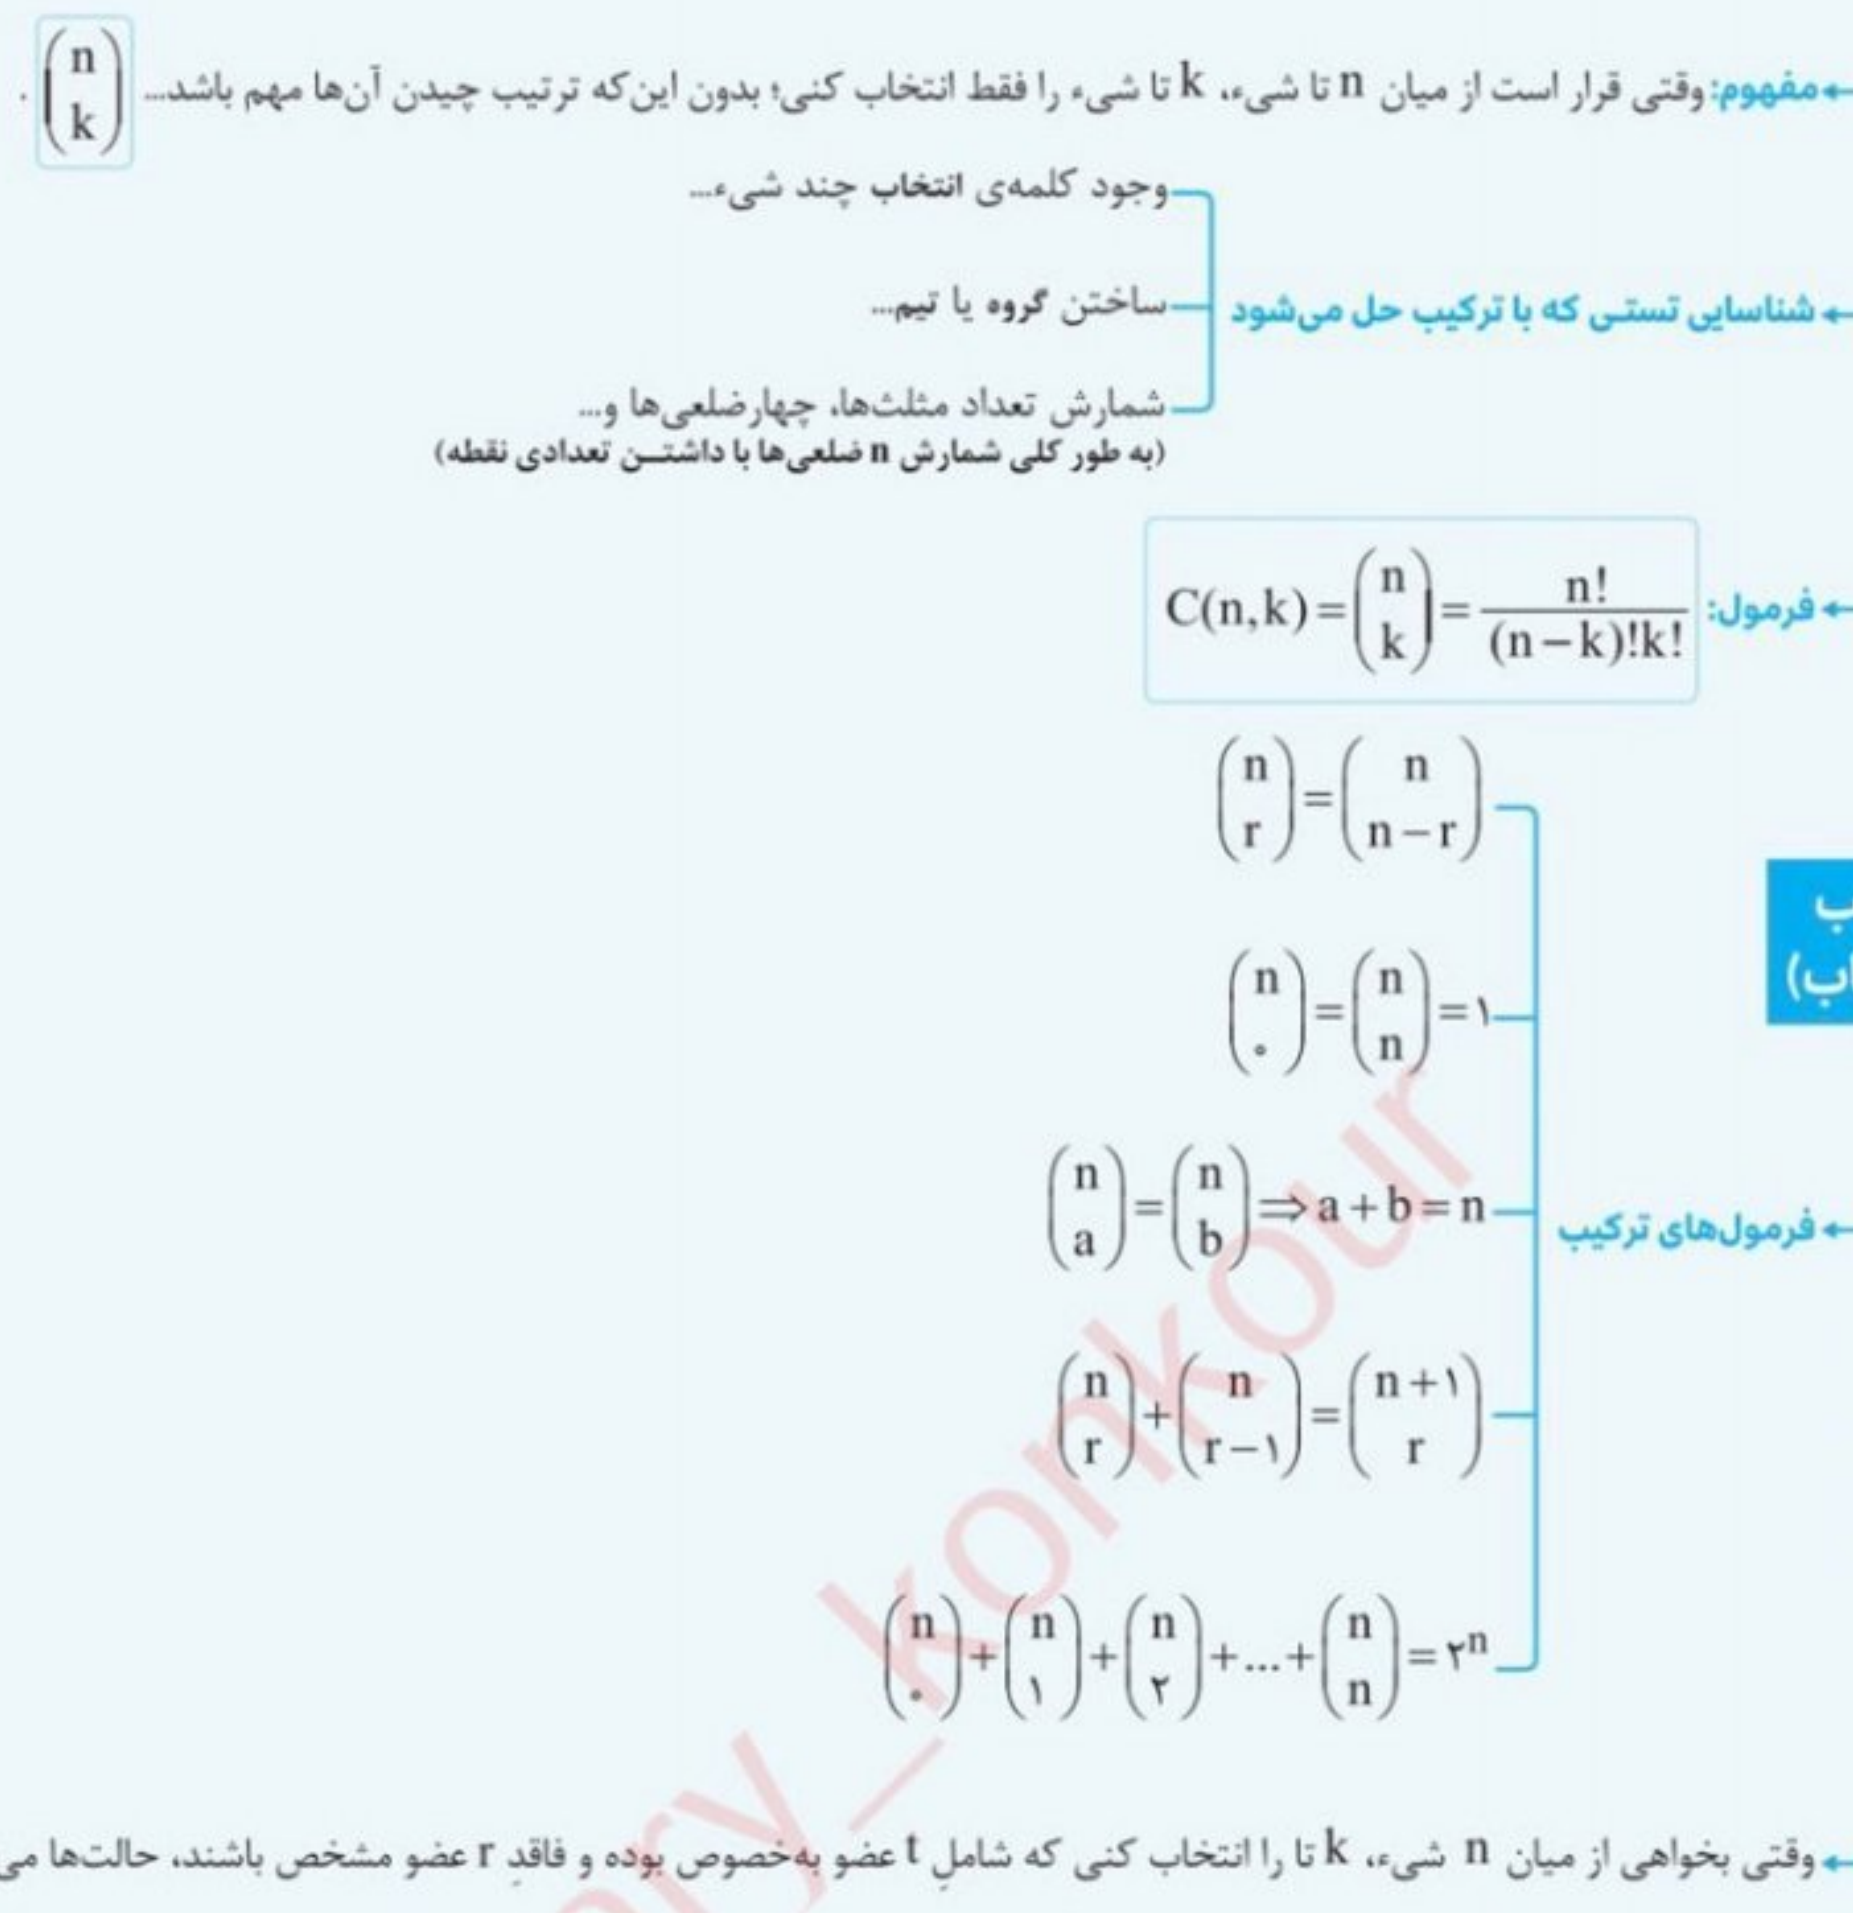 مفهوم: وقتی قرار است از میان n تا شیء، k تا شیء را فقط انتخاب کنی؛ بدون این‌که ترتیب چیدن آن‌ها مهم باشد... (n k) .
وجود کلمه‌ی انتخاب چند شیء...
شناسایی تستی که با ترکیب حل می‌شود
ساختن گروه یا تیم...
شمارش تعداد مثلث‌ها، چهارضلعی‌ها و...
(به طور کلی شمارش n ضلعی‌ها با داشتن تعدادی نقطه)
فرمول: C(n,k)=(n k)=n!/(n-k)!k!
(n r)=(n n-r)
(n ۰)=(n n)=۱
(n a)=(n b)⇒a+b=n
فرمول‌های ترکیب
(n r)+(n r-۱)=(n+۱ r)
(n ۰)+(n ۱)+(n ۲)+...+(n n)=۲ⁿ
وقتی بخواهی از میان n شیء، k تا را انتخاب کنی که شاملِ t عضو به‌خصوص بوده و فاقدِ r عضو مشخص باشند، حالت‌ها
ry_konkour